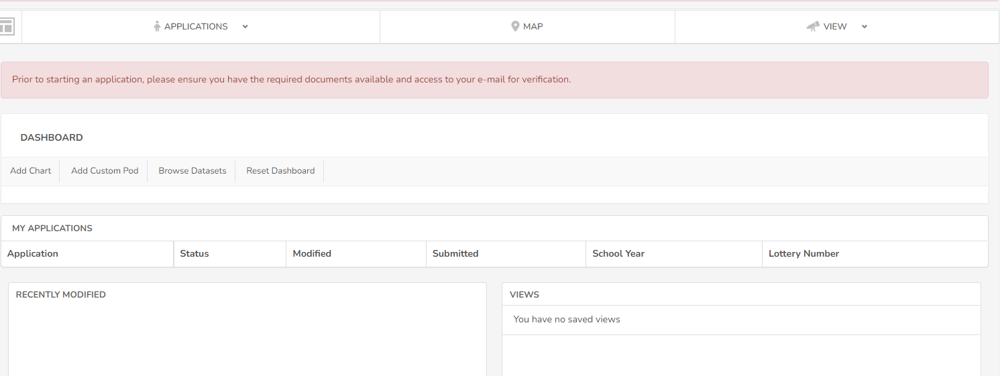 APPLICATIONS
MAP
VIEW
Prior to starting an application, please ensure you have the required documents available and access to your e-mail for verification.
DASHBOARD
Add Chart
Add Custom Pod
Browse Datasets
Reset Dashboard
MY APPLICATIONS
Application
Status
Modified
Submitted
School Year
Lottery Number
RECENTLY MODIFIED
VIEWS
You have no saved views